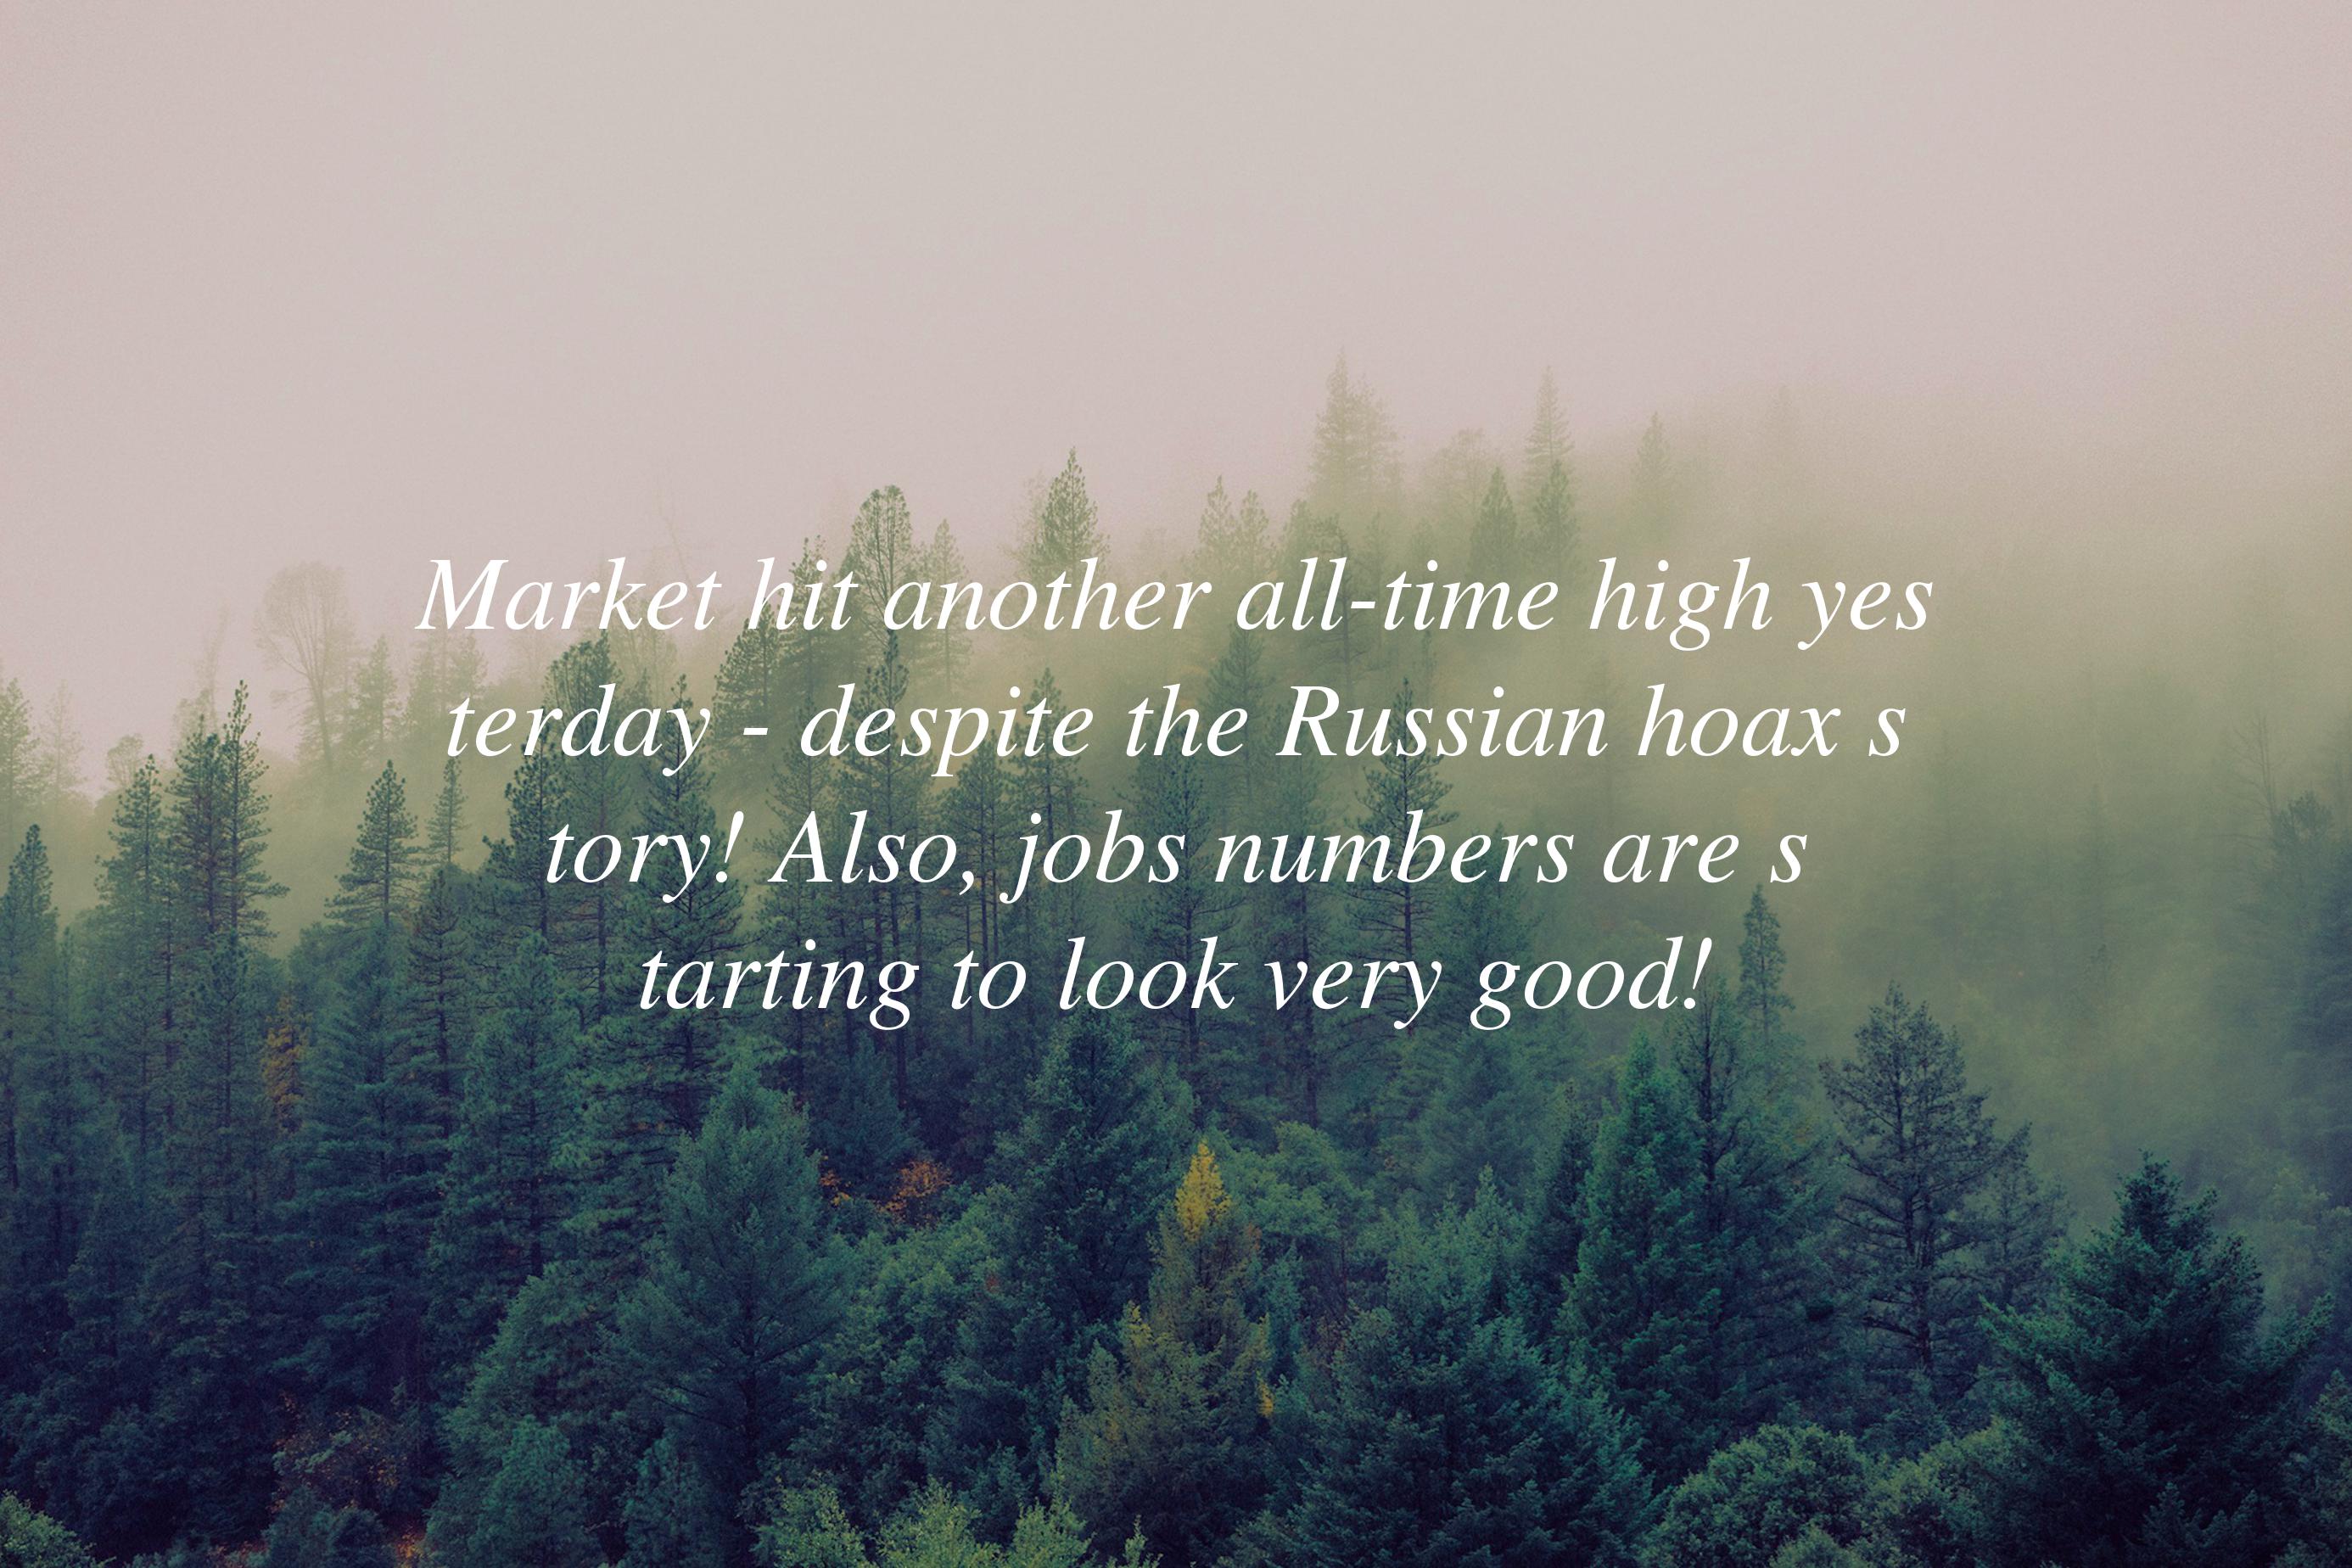 Market hit another all-time high yes
terday - despite the Russian hoax s
tory! Also, jobs numbers are s
tarting to look very good!